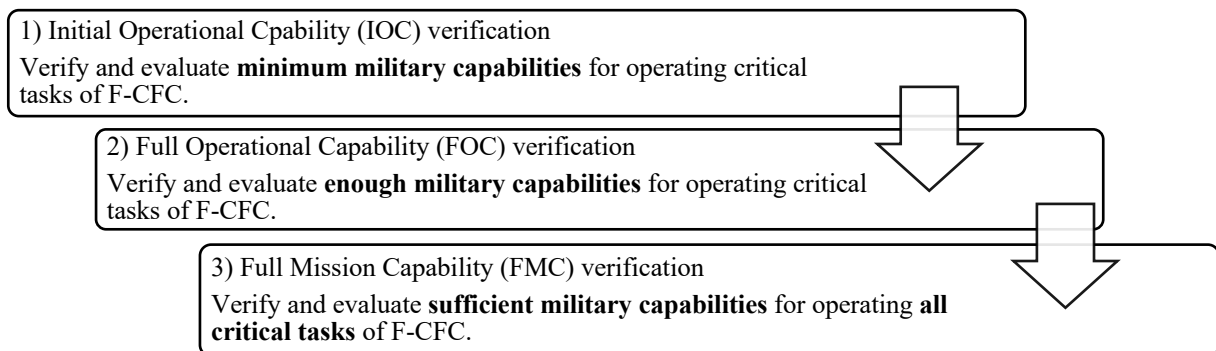 1) Initial Operational Cpability (IOC) verification
Verify and evaluate minimum military capabilities for operating critical
tasks of F-CFC.
2) Full Operational Capability (FOC) verification
Verify and evaluate enough military capabilities for operating critical
tasks of F-CFC.
3) Full Mission Capability (FMC) verification
Verify and evaluate sufficient military capabilities for operating all
critical tasks of F-CFC.